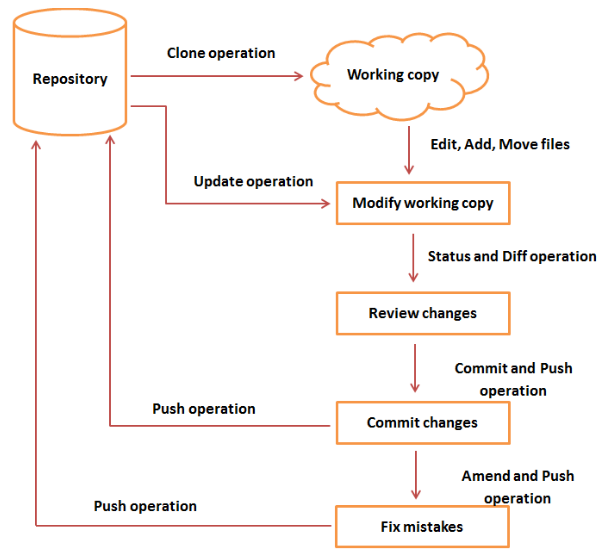 Clone operation
Repository
Working copy
Edit, Add, Move files
Update operation
Modify working copy
Status and Diff operation
Review changes
Commit and Push
operation
Push operation
Commit changes
Amend and Push
operation
Push operation
Fix mistakes